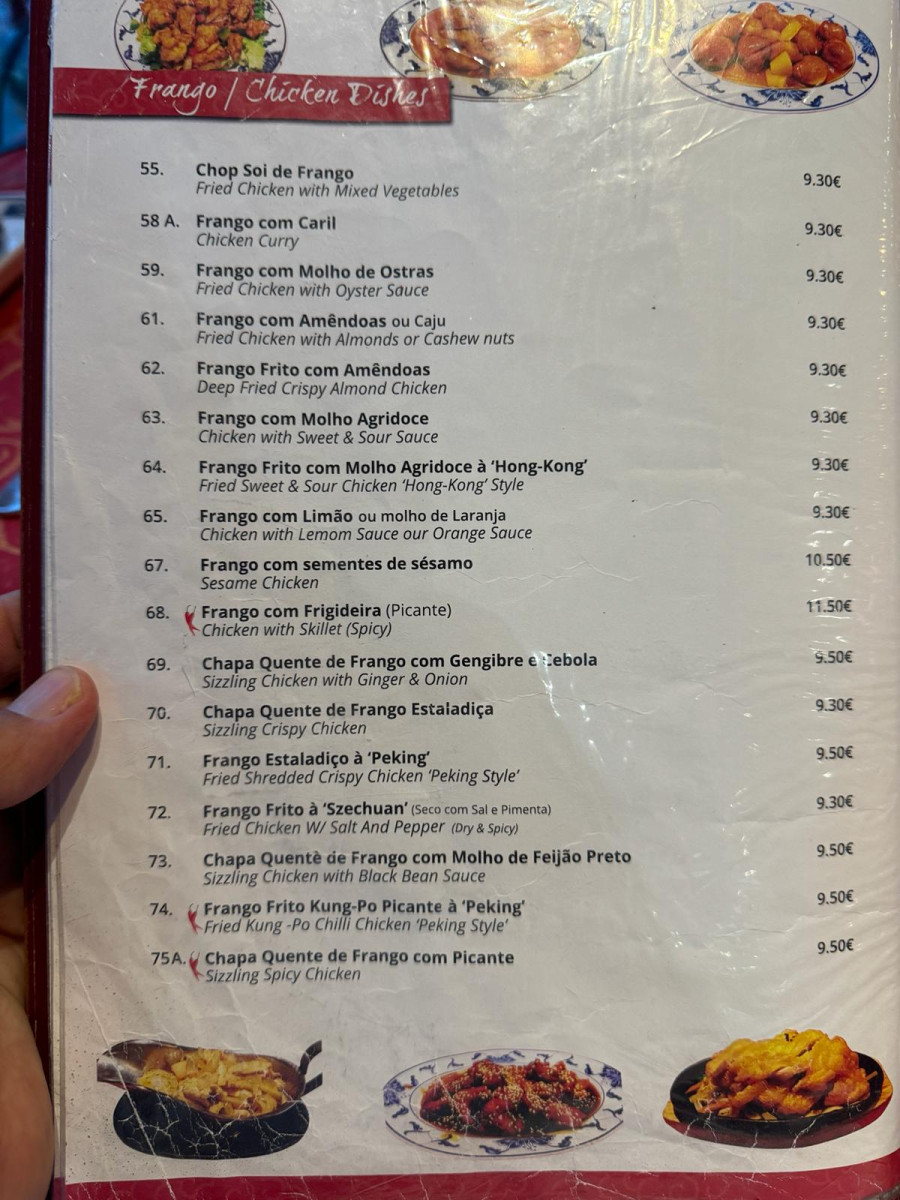 Frango / Chicken Dishes
55. Chop Soi de Frango 9.30€
Fried Chicken with Mixed Vegetables
58 A. Frango com Caril 9.30€
Chicken Curry
59. Frango com Molho de Ostras 9.30€
Fried Chicken with Oyster Sauce
61. Frango com Amêndoas ou Caju 9.30€
Fried Chicken with Almonds or Cashew nuts
62. Frango Frito com Amêndoas 9.30€
Deep Fried Crispy Almond Chicken
63. Frango com Molho Agridoce 9.30€
Chicken with Sweet & Sour Sauce
64. Frango Frito com Molho Agridoce à ‘Hong-Kong’ 9.30€
Fried Sweet & Sour Chicken ‘Hong-Kong’ Style
65. Frango com Limão ou molho de Laranja 9.30€
Chicken with Lemom Sauce our Orange Sauce
67. Frango com sementes de sésamo 10.50€
Sesame Chicken
68. Frango com Frigideira (Picante) 11.50€
Chicken with Skillet (Spicy)
69. Chapa Quente de Frango com Gengibre e Cebola 9.50€
Sizzling Chicken with Ginger & Onion
70. Chapa Quente de Frango Estaladiça 9.30€
Sizzling Crispy Chicken
71. Frango Estaladiço à ‘Peking’ 9.50€
Fried Shredded Crispy Chicken ‘Peking Style’
72. Frango Frito à ‘Szechuan’ (Seco com Sal e Pimenta) 9.30€
Fried Chicken W/ Salt And Pepper (Dry & Spicy)
73. Chapa Quente de Frango com Molho de Feijão Preto 9.50€
Sizzling Chicken with Black Bean Sauce
74. Frango Frito Kung-Po Picante à ‘Peking’ 9.50€
Fried Kung -Po Chilli Chicken ‘Peking Style’
75A. Chapa Quente de Frango com Picante 9.50€
Sizzling Spicy Chicken